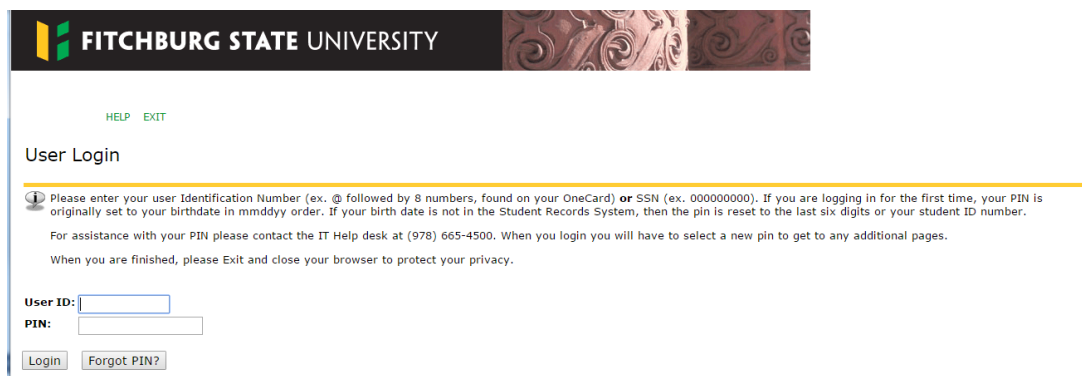 FITCHBURG STATE UNIVERSITY
HELP EXIT
User Login
Please enter your user Identification Number (ex. @ followed by 8 numbers, found on your OneCard) or SSN (ex. 000000000). If you are logging in for the first time, your PIN is
originally set to your birthdate in mmddyy order. If your birth date is not in the Student Records System, then the pin is reset to the last six digits or your student ID number.
For assistance with your PIN please contact the IT Help desk at (978) 665-4500. When you login you will have to select a new pin to get to any additional pages.
When you are finished, please Exit and close your browser to protect your privacy.
User ID:
PIN:
Login Forgot PIN?